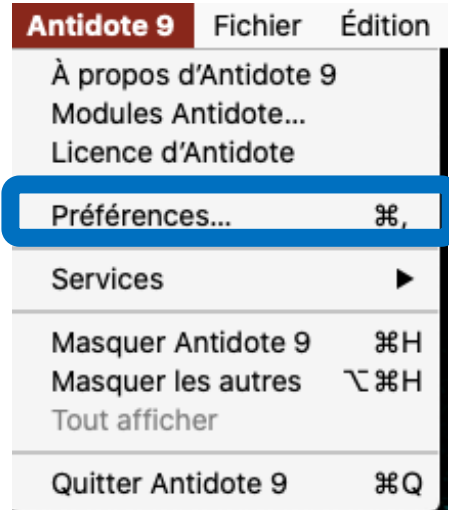 Antidote 9 Fichier Édition
À propos d’Antidote 9
Modules Antidote...
Licence d’Antidote
Préférences... ⌘,
Services ▶
Masquer Antidote 9 ⌘H
Masquer les autres ⌥⌘H
Tout afficher
Quitter Antidote 9 ⌘Q